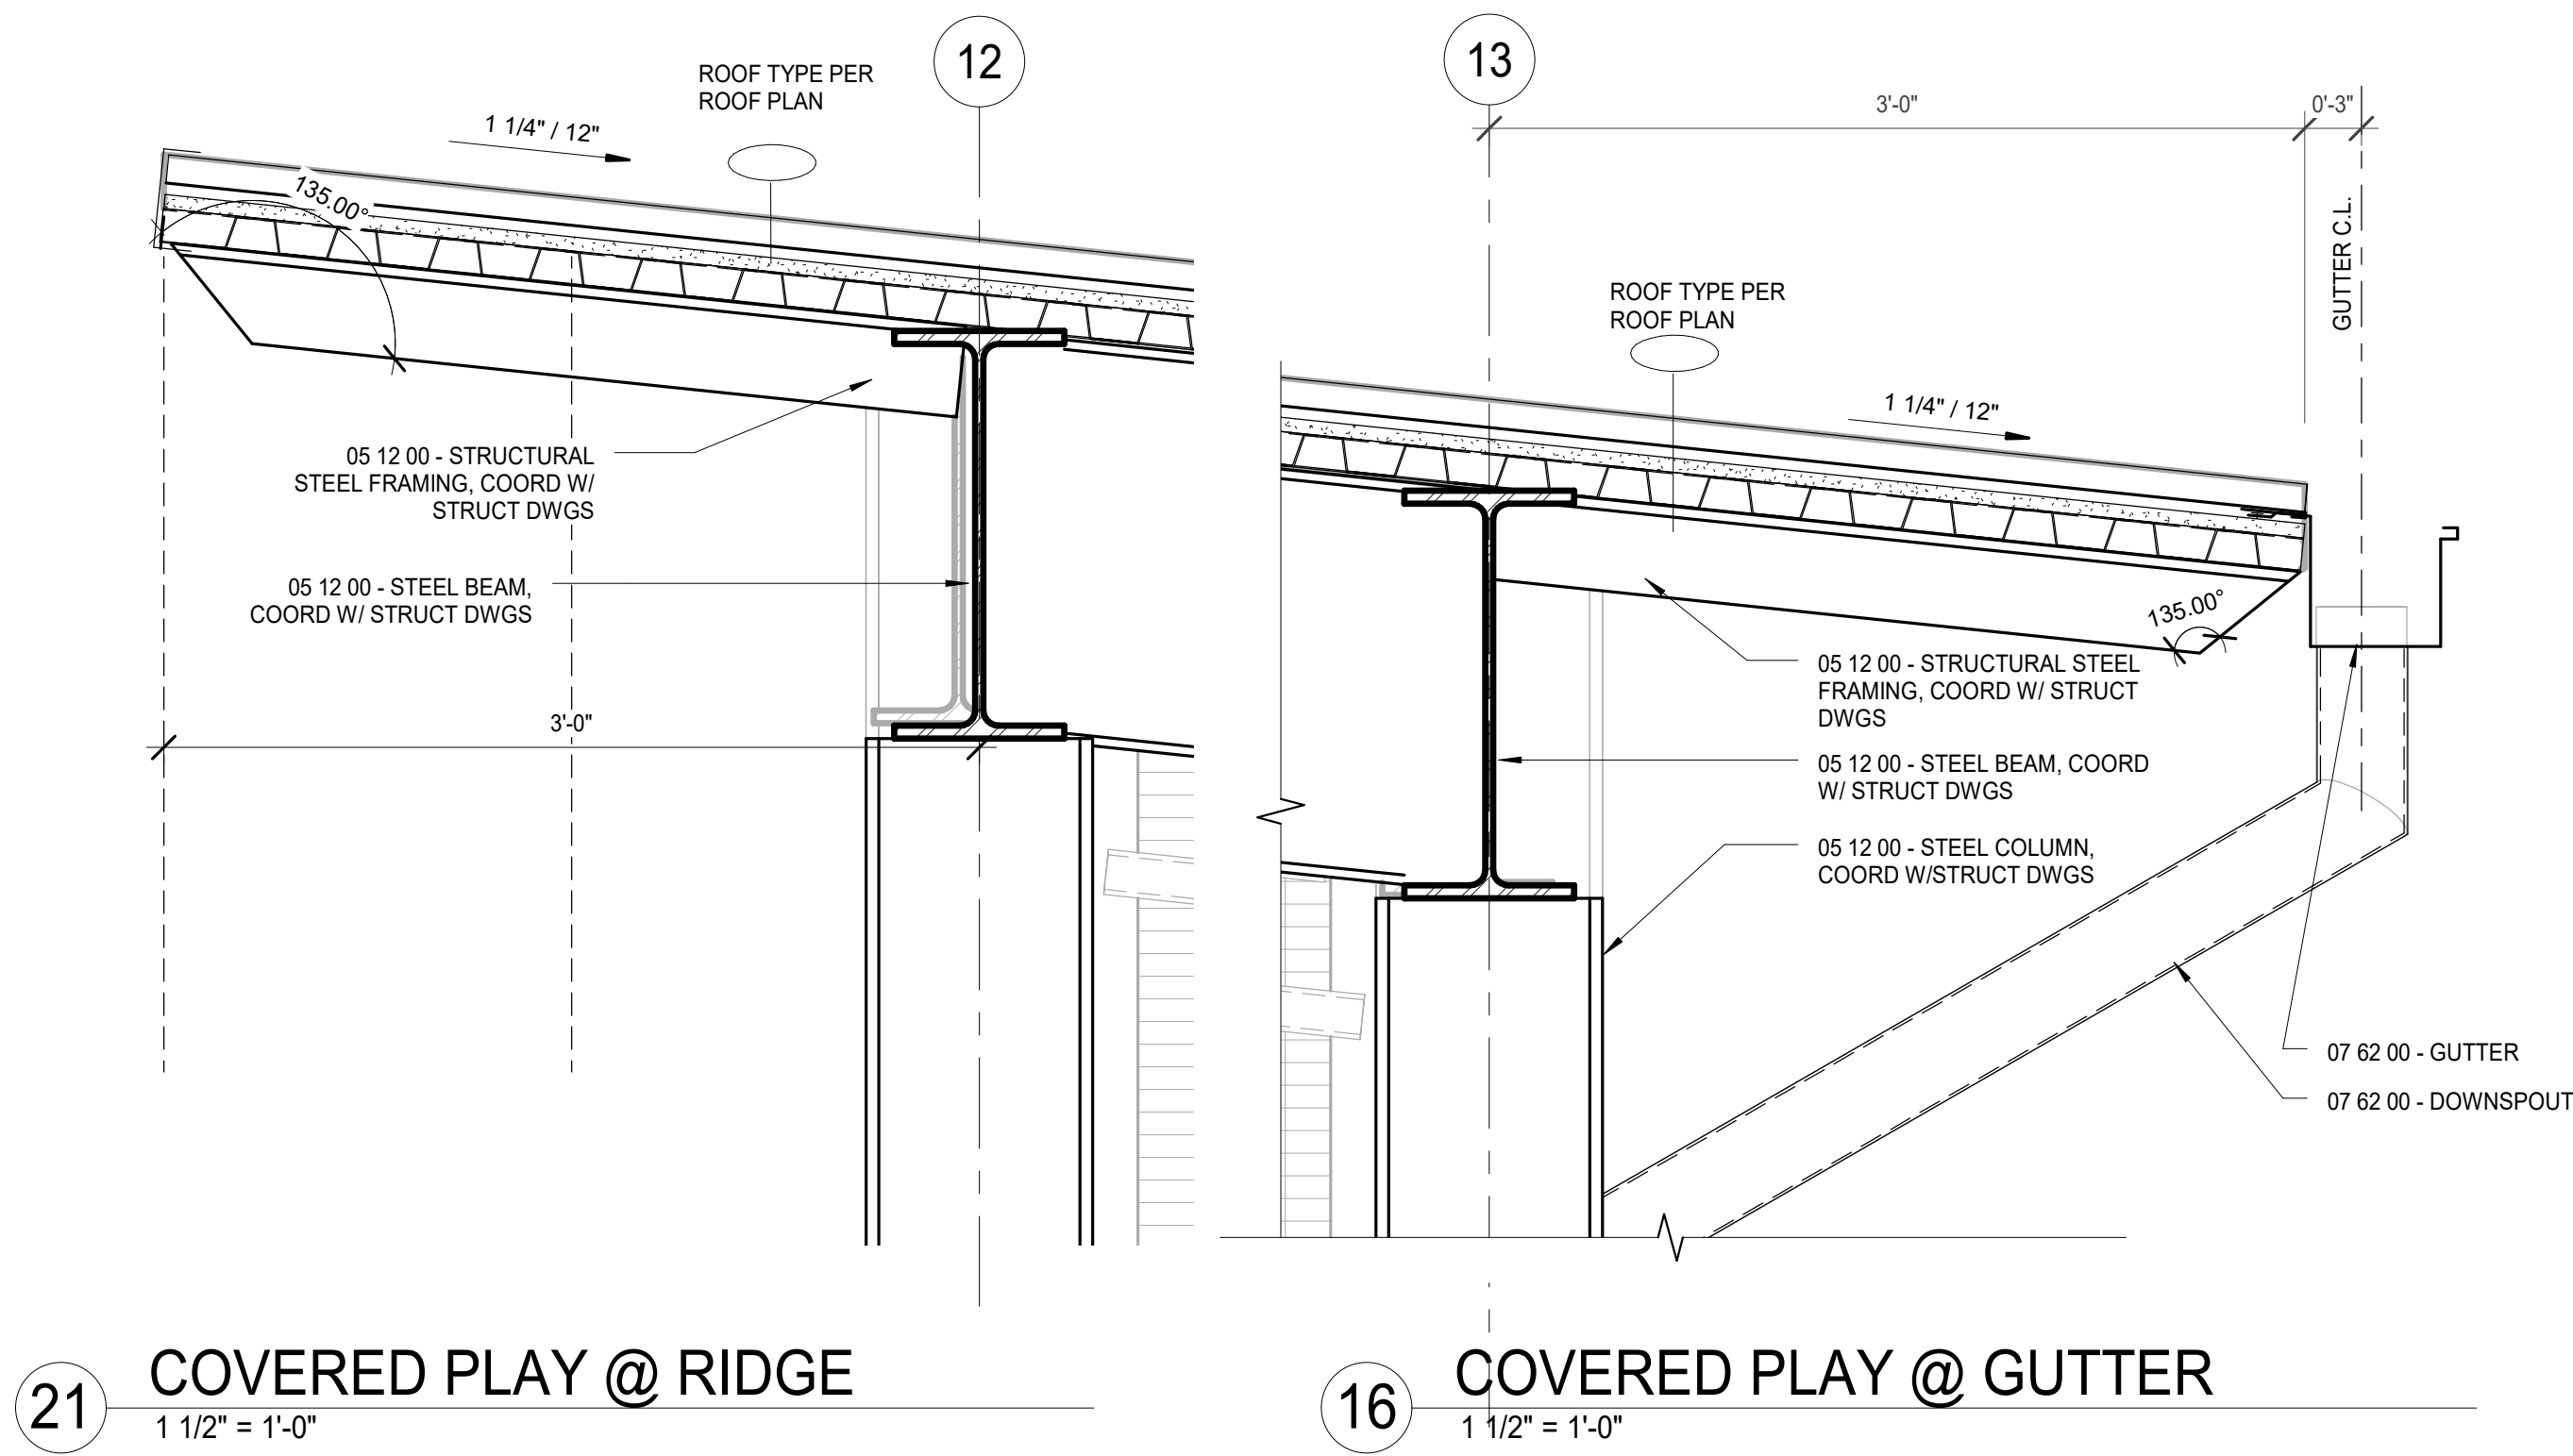 12
ROOF TYPE PER
ROOF PLAN
1 1/4" / 12"
135.00°
05 12 00 - STRUCTURAL
STEEL FRAMING, COORD W/
STRUCT DWGS
05 12 00 - STEEL BEAM,
COORD W/ STRUCT DWGS
3'-0"
21
COVERED PLAY @ RIDGE
1 1/2" = 1'-0"
13
3'-0"
0'-3"
GUTTER C.L.
ROOF TYPE PER
ROOF PLAN
1 1/4" / 12"
135.00°
05 12 00 - STRUCTURAL STEEL
FRAMING, COORD W/ STRUCT
DWGS
05 12 00 - STEEL BEAM, COORD
W/ STRUCT DWGS
05 12 00 - STEEL COLUMN,
COORD W/STRUCT DWGS
07 62 00 - GUTTER
07 62 00 - DOWNSPOUT
16
COVERED PLAY @ GUTTER
1 1/2" = 1'-0"